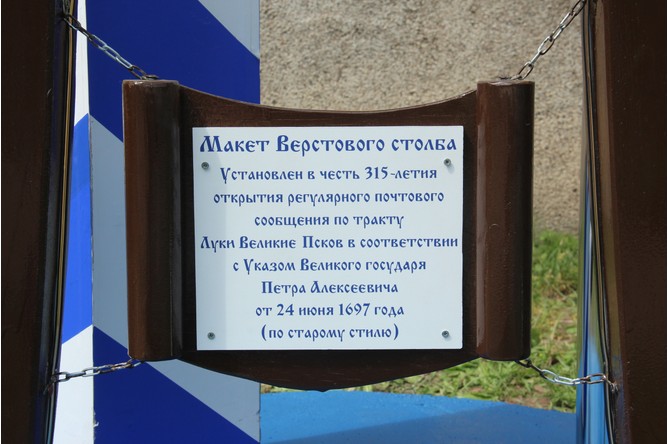 Макет Верстового столба
Установлен в честь 315-летия
открытия регулярного почтового
сообщения по тракту
Луки Великие Псков в соответствии
с Указом Великого государя
Петра Алексеевича
от 24 июня 1697 года
(по старому стилю)